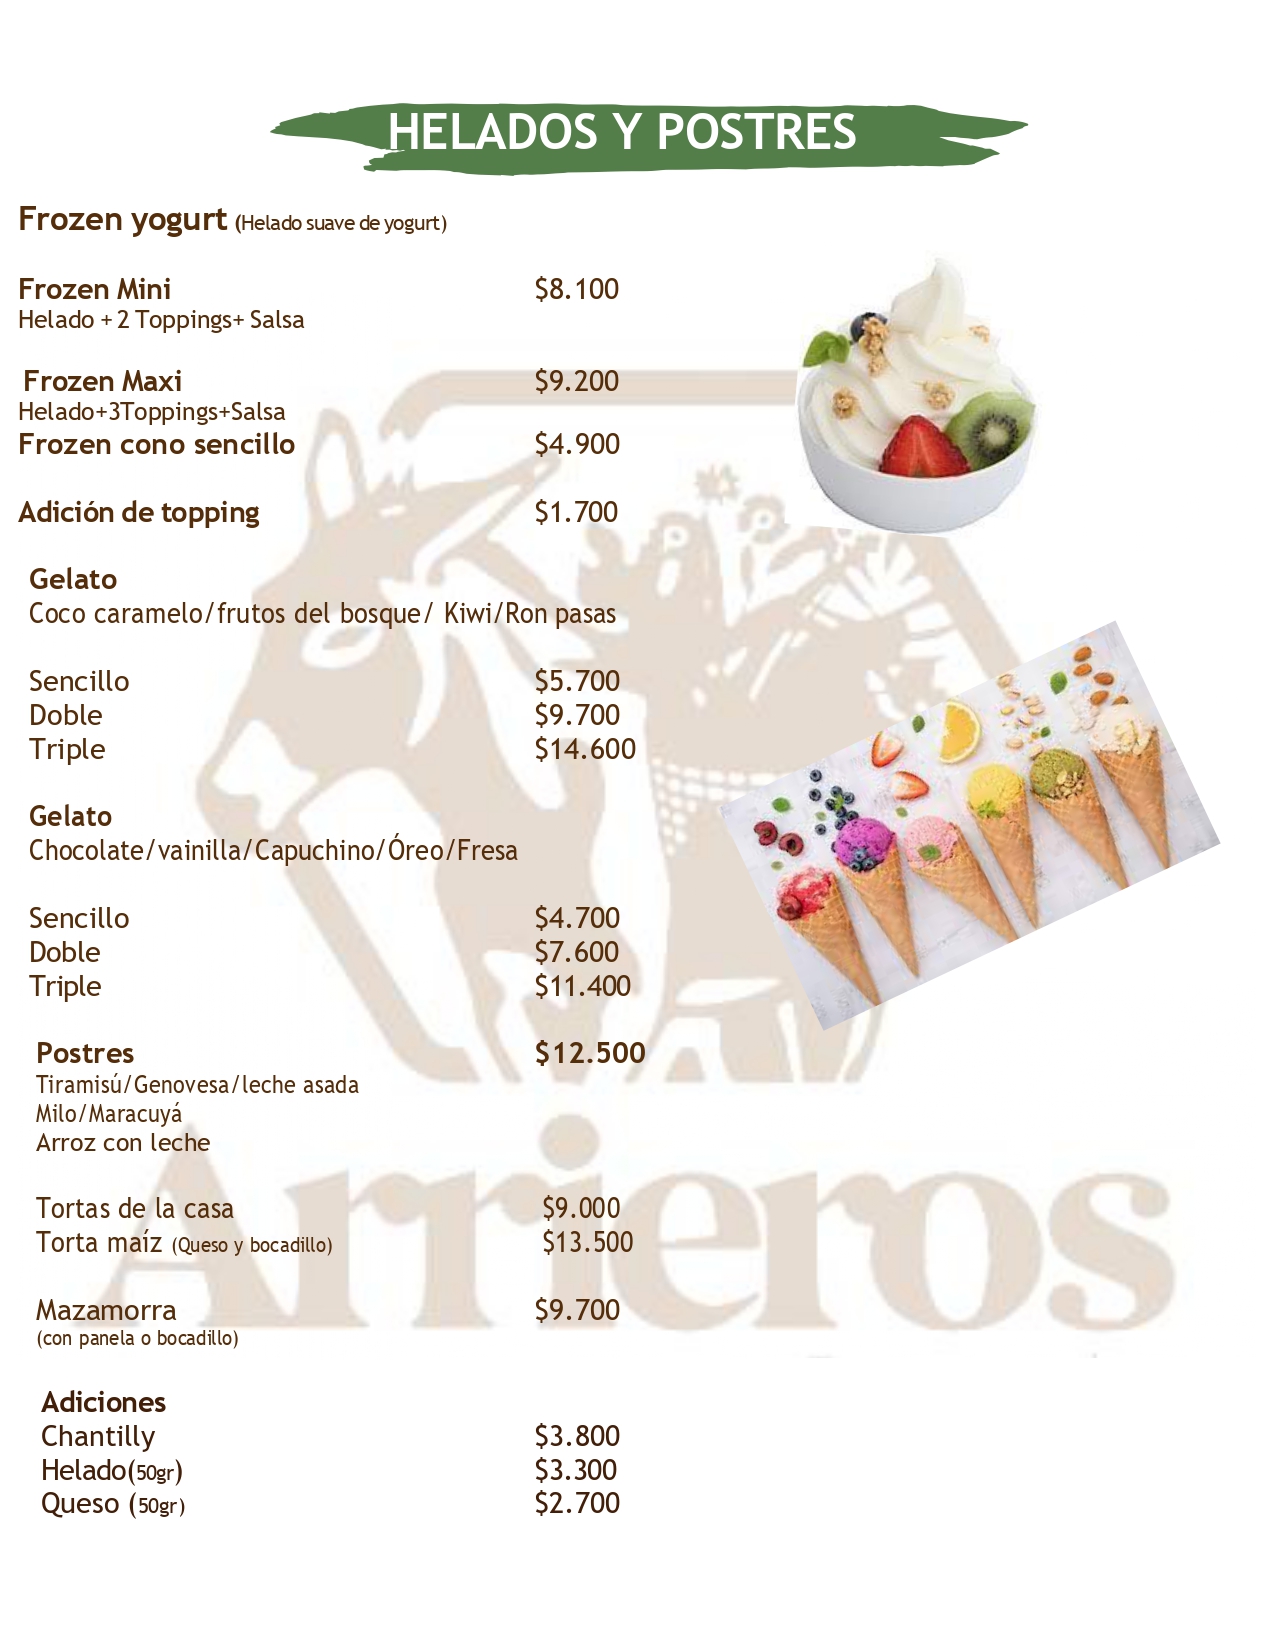 HELADOS Y POSTRES
Frozen yogurt (Helado suave de yogurt)
Frozen Mini $8.100
Helado + 2 Toppings+ Salsa
Frozen Maxi $9.200
Helado+3Toppings+Salsa
Frozen cono sencillo $4.900
Adición de topping $1.700
Gelato
Coco caramelo/frutos del bosque/ Kiwi/Ron pasas
Sencillo $5.700
Doble $9.700
Triple $14.600
Gelato
Chocolate/vainilla/Capuchino/Óreo/Fresa
Sencillo $4.700
Doble $7.600
Triple $11.400
Postres $12.500
Tiramisú/Genovesa/leche asada
Milo/Maracuyá
Arroz con leche
Tortas de la casa $9.000
Torta maíz (Queso y bocadillo) $13.500
Mazamorra $9.700
(con panela o bocadillo)
Adiciones
Chantilly $3.800
Helado(50gr) $3.300
Queso (50gr) $2.700
Arrieros